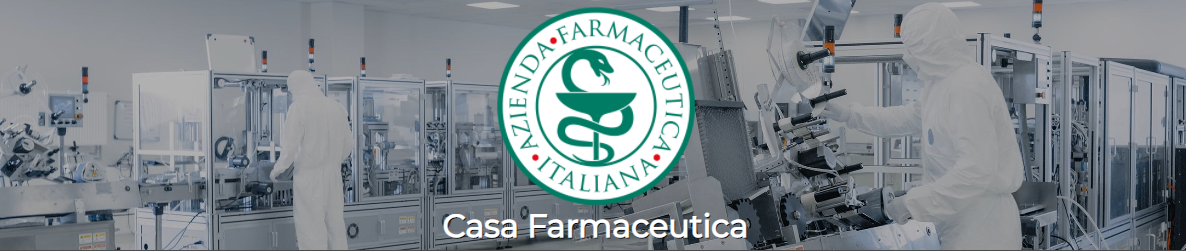 AZIENDA • FARMACEUTICA • ITALIANA •
Casa Farmaceutica